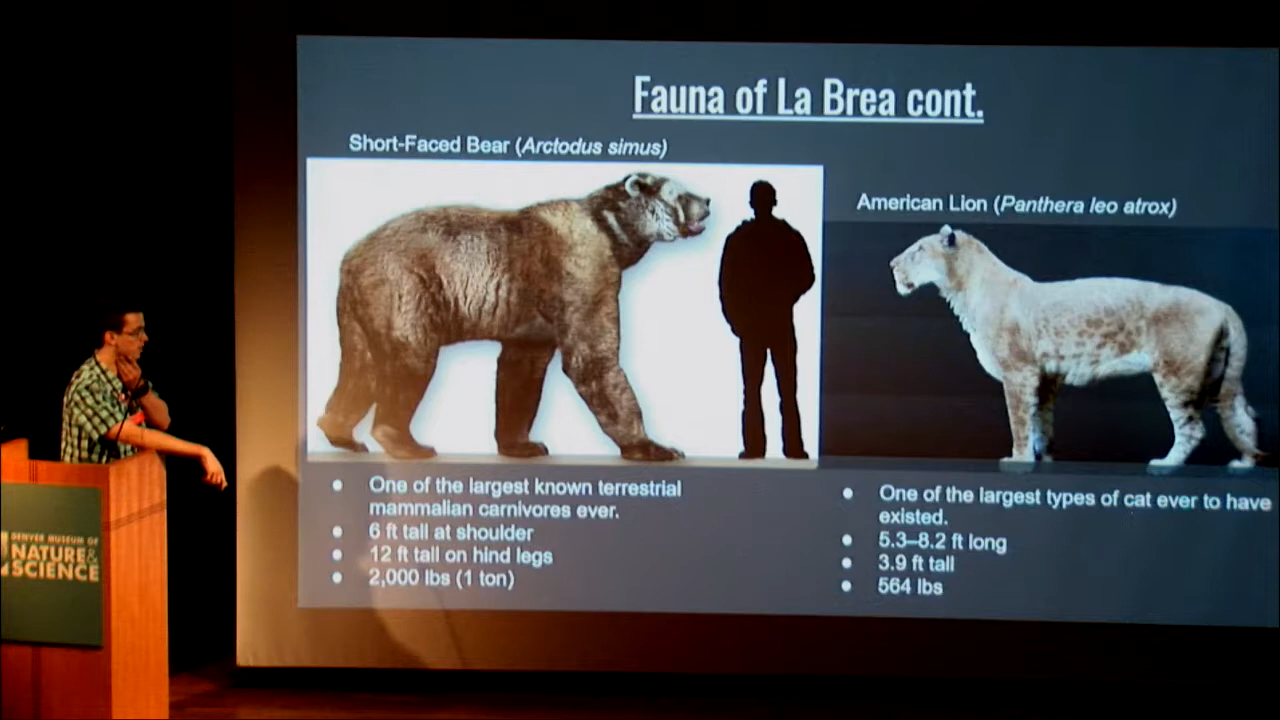 Fauna of La Brea cont.
Short-Faced Bear (Arctodus simus)
American Lion (Panthera leo atrox)
• One of the largest known terrestrial
mammalian carnivores ever.
• 6 ft tall at shoulder
• 12 ft tall on hind legs
• 2,000 lbs (1 ton)
• One of the largest types of cat ever to have
existed.
• 5.3–8.2 ft long
• 3.9 ft tall
• 564 lbs
DENVER MUSEUM OF
NATURE &
SCIENCE